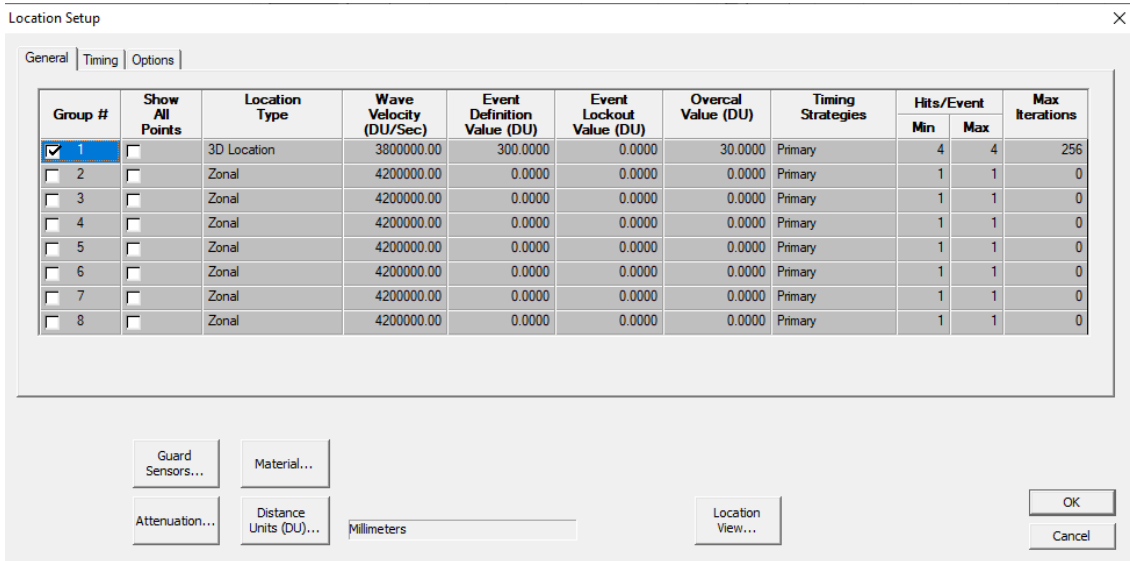 Location Setup
General Timing Options
Group # Show All Points Location Type Wave Velocity (DU/Sec) Event Definition Value (DU) Event Lockout Value (DU) Overcal Value (DU) Timing Strategies Hits/Event Min Max Max Iterations
1 3D Location 3800000.00 300.0000 0.0000 30.0000 Primary 4 4 256
2 Zonal 4200000.00 0.0000 0.0000 0.0000 Primary 1 1 0
3 Zonal 4200000.00 0.0000 0.0000 0.0000 Primary 1 1 0
4 Zonal 4200000.00 0.0000 0.0000 0.0000 Primary 1 1 0
5 Zonal 4200000.00 0.0000 0.0000 0.0000 Primary 1 1 0
6 Zonal 4200000.00 0.0000 0.0000 0.0000 Primary 1 1 0
7 Zonal 4200000.00 0.0000 0.0000 0.0000 Primary 1 1 0
8 Zonal 4200000.00 0.0000 0.0000 0.0000 Primary 1 1 0
Guard Sensors...
Material...
Attenuation...
Distance Units (DU)...
Millimeters
Location View...
OK
Cancel